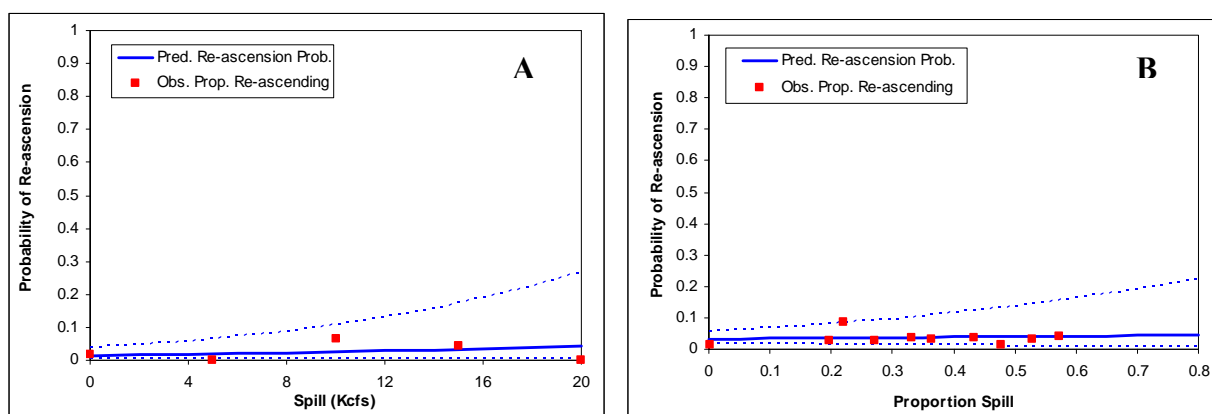 A
Pred. Re-ascension Prob.
Obs. Prop. Re-ascending
Probability of Re-ascension
1
0.9
0.8
0.7
0.6
0.5
0.4
0.3
0.2
0.1
0
0 4 8 12 16 20
Spill (Kcfs)
B
Pred. Re-ascension Prob.
Obs. Prop. Re-ascending
Probability of Re-ascension
1
0.9
0.8
0.7
0.6
0.5
0.4
0.3
0.2
0.1
0
0 0.1 0.2 0.3 0.4 0.5 0.6 0.7 0.8
Proportion Spill